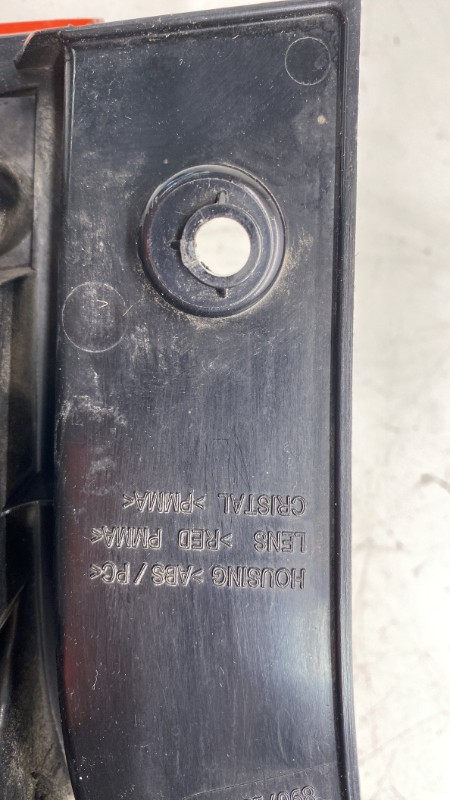 HOUSING >ABS / PC<
LENS >RED PMMA<
CRISTAL >PMMA<